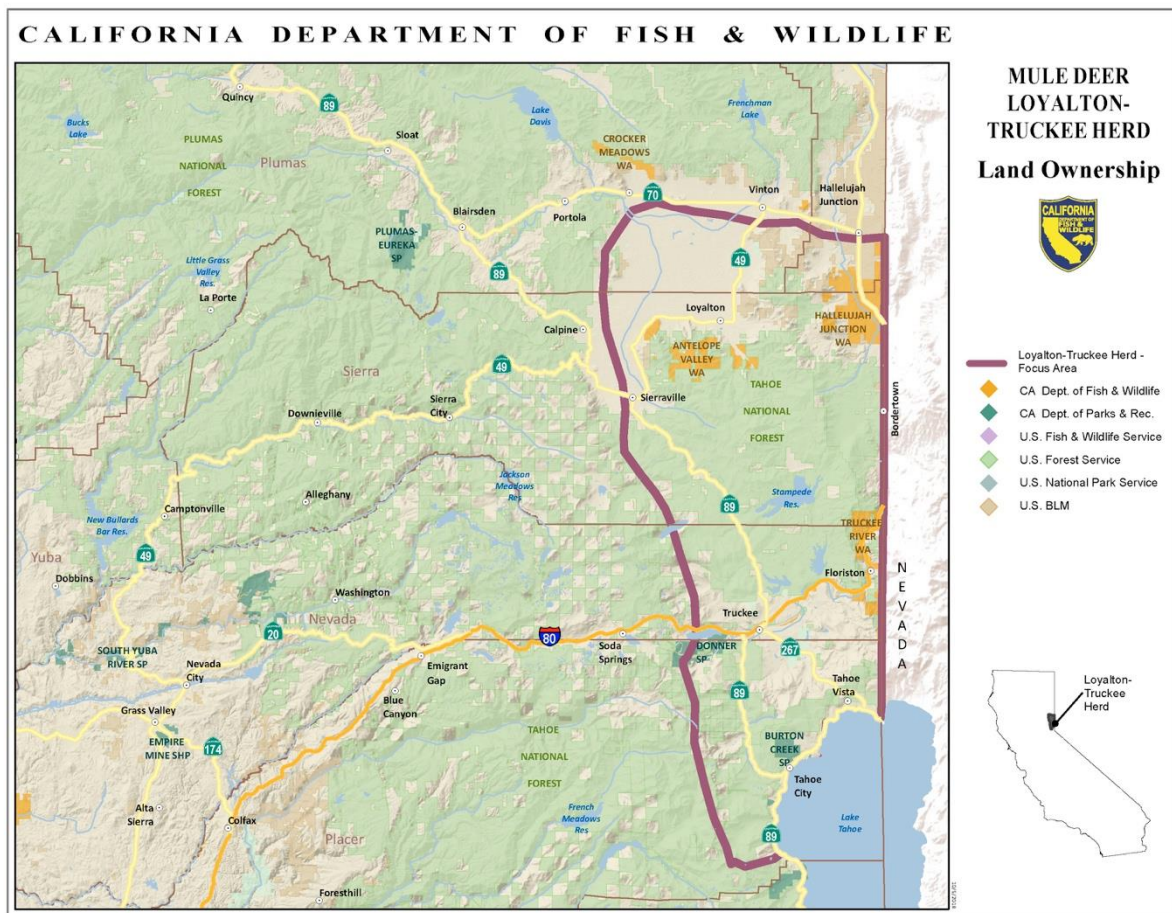 CALIFORNIA DEPARTMENT OF FISH & WILDLIFE
MULE DEER
LOYALTON-
TRUCKEE HERD
Land Ownership
CALIFORNIA
DEPARTMENT OF
FISH &
WILDLIFE
Loyalton-Truckee Herd -
Focus Area
CA Dept. of Fish & Wildlife
CA Dept. of Parks & Rec.
U.S. Fish & Wildlife Service
U.S. Forest Service
U.S. National Park Service
U.S. BLM
Loyalton-
Truckee
Herd
Quincy
89
Bucks
Lake
PLUMAS
NATIONAL
FOREST
Plumas
Sloat
Lake
Davis
Frenchman
Lake
CROCKER
MEADOWS
WA
70
Vinton
Hallelujah
Junction
Blairsden
Portola
PLUMAS-
EUREKA
SP
49
89
Little Grass
Valley
Res.
La Porte
Calpine
Loyalton
HALLELUJAH
JUNCTION
WA
ANTELOPE
VALLEY
WA
Sierra
49
TAHOE
NATIONAL
FOREST
Sierra
City
Sierraville
Downieville
Bordertown
Jackson
Meadows
Res
Alleghany
New Bullards
Bar Res.
Camptonville
Stampede
Res.
89
TRUCKEE
RIVER
WA
Yuba
49
Dobbins
Floriston
NEVADA
Washington
Nevada
Truckee
20
80
Soda
Springs
DONNER
SP
267
SOUTH YUBA
RIVER SP
Nevada
City
Emigrant
Gap
Blue
Canyon
89
Tahoe
Vista
Grass Valley
EMPIRE
MINE SHP
174
TAHOE
NATIONAL
FOREST
BURTON
CREEK
SP
Tahoe
City
Alta
Sierra
Colfax
French
Meadows
Res
Lake
Tahoe
Placer
89
Foresthill